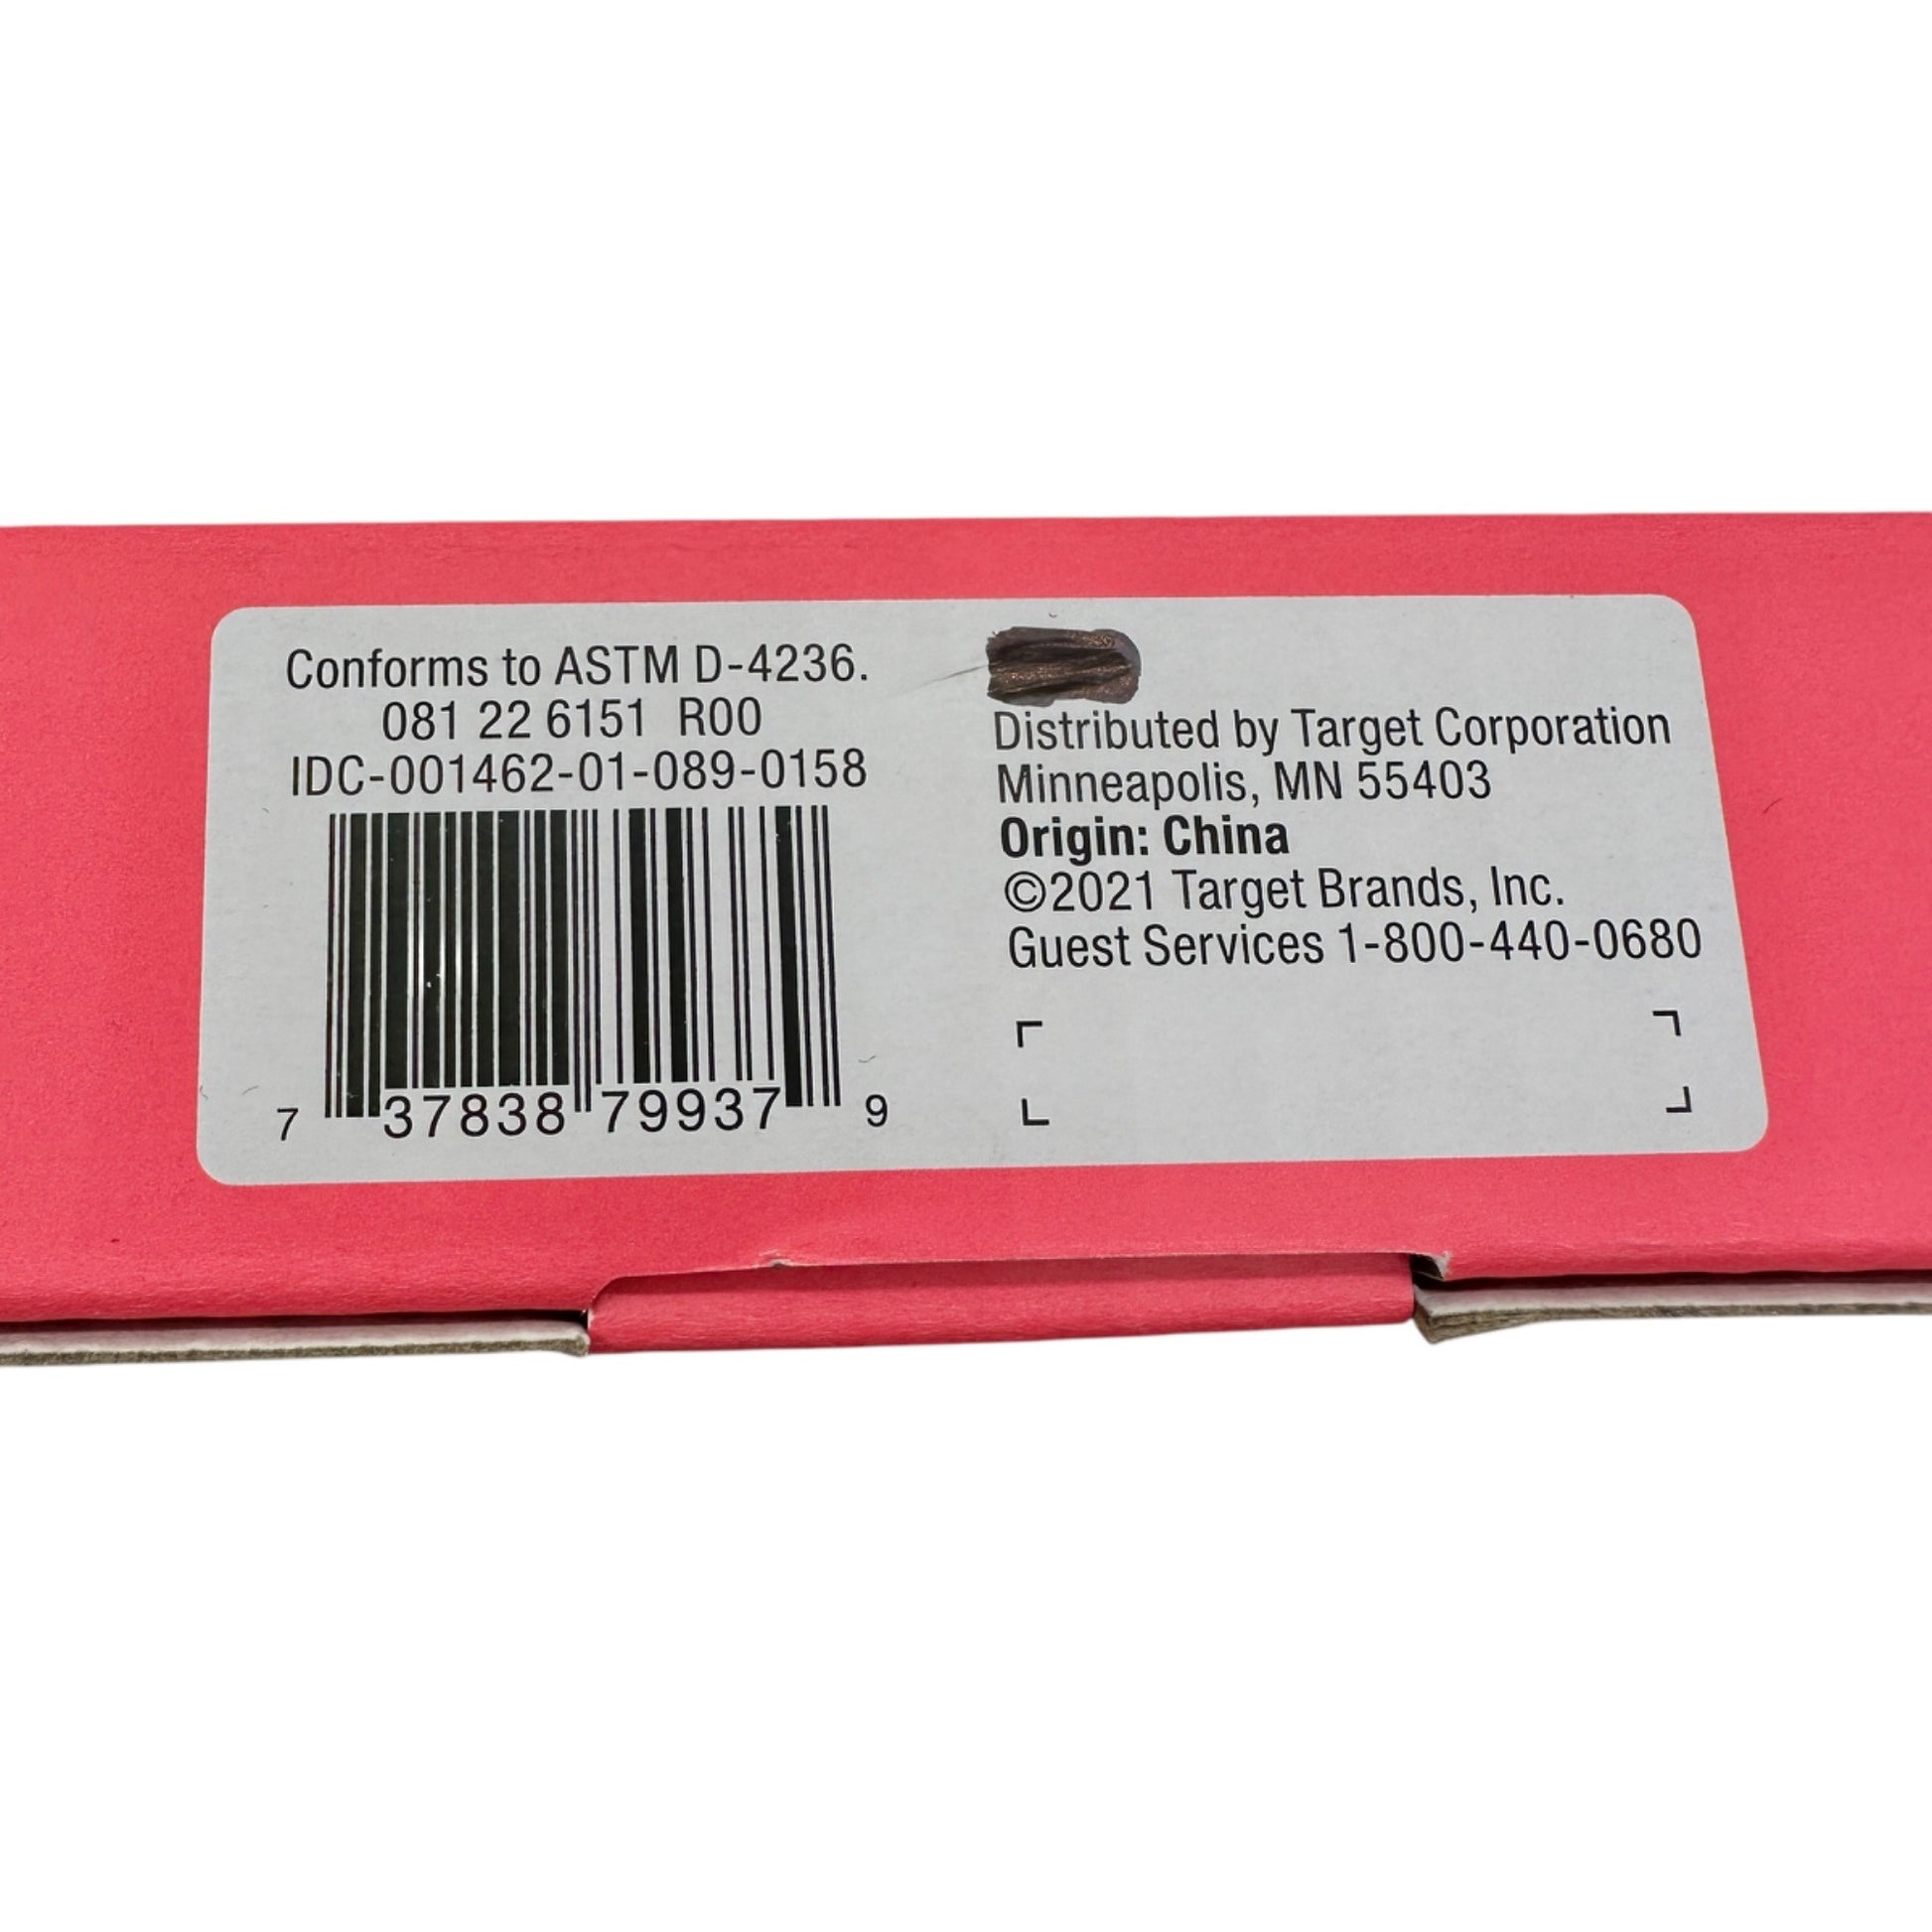 Conforms to ASTM D-4236.
081 22 6151 R00
IDC-001462-01-089-0158
7 37838 79937 9
Distributed by Target Corporation
Minneapolis, MN 55403
Origin: China
©2021 Target Brands, Inc.
Guest Services 1-800-440-0680